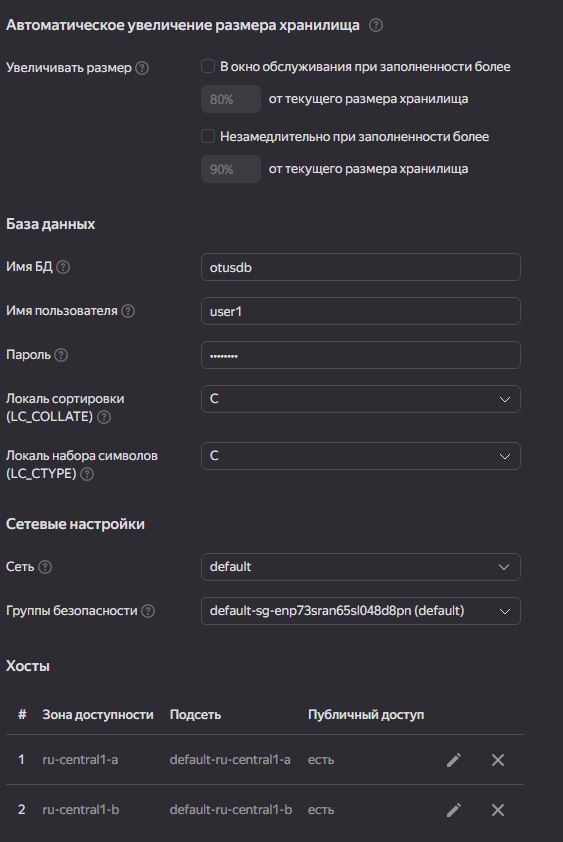 Автоматическое увеличение размера хранилища
Увеличивать размер
В окно обслуживания при заполненности более
80% от текущего размера хранилища
Незамедлительно при заполненности более
90% от текущего размера хранилища
База данных
Имя БД otusdb
Имя пользователя user1
Пароль ••••••••
Локаль сортировки
(LC_COLLATE)
C
Локаль набора символов
(LC_CTYPE)
C
Сетевые настройки
Сеть default
Группы безопасности default-sg-enp73sran65sl048d8pn (default)
Хосты
# Зона доступности Подсеть Публичный доступ
1 ru-central1-a default-ru-central1-a есть
2 ru-central1-b default-ru-central1-b есть